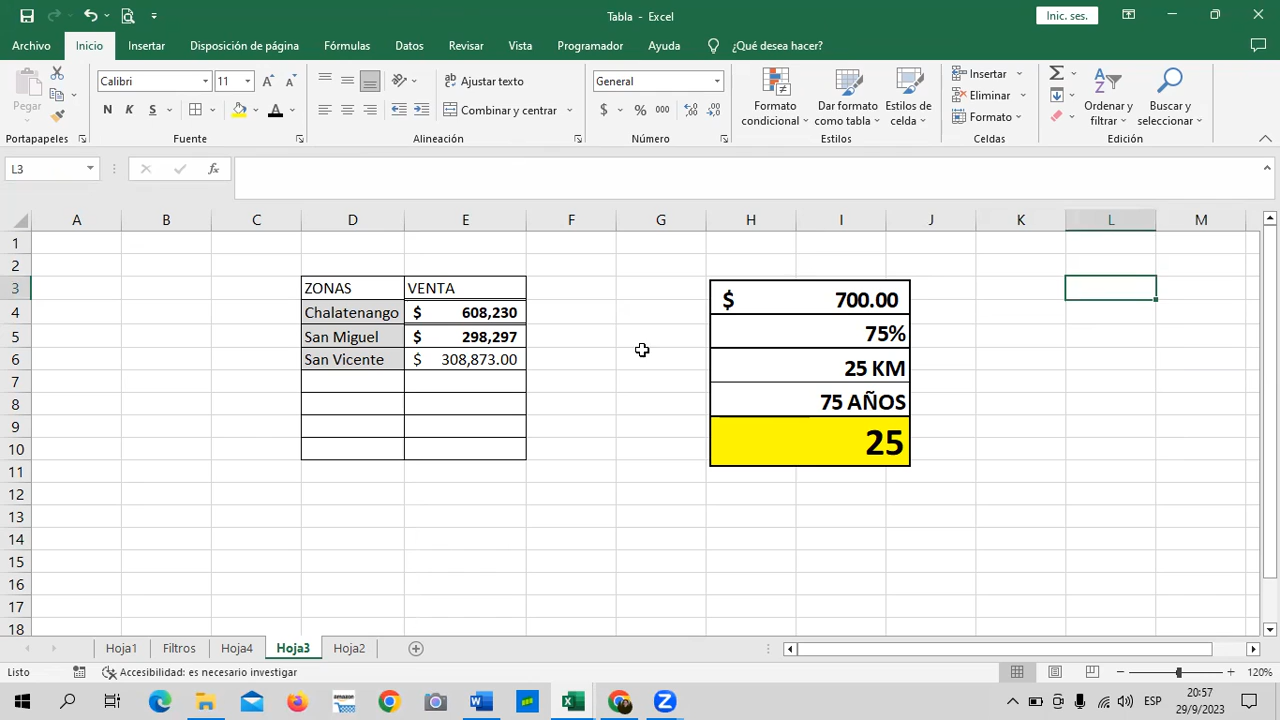 Tabla - Excel
Inic. ses.
Archivo Inicio Insertar Disposición de página Fórmulas Datos Revisar Vista Programador Ayuda ¿Qué desea hacer?
Pegar
Calibri 11
N K S
Ajustar texto
Combinar y centrar
General
$ % 000
Formato condicional
Dar formato como tabla
Estilos de celda
Insertar
Eliminar
Formato
Ordenar y filtrar
Buscar y seleccionar
Portapapeles Fuente Alineación Número Estilos Celdas Edición
L3 fx
A B C D E F G H I J K L M
1
2
3 ZONAS VENTA $ 700.00
4 Chalatenango $ 608,230
5 San Miguel $ 298,297 75%
6 San Vicente $ 308,873.00 25 KM
7
8 75 AÑOS
9
10 25
11
12
13
14
15
16
17
18
Hoja1 Filtros Hoja4 Hoja3 Hoja2
Listo Accesibilidad: es necesario investigar 120%
amazon
ESP 20:57
29/9/2023